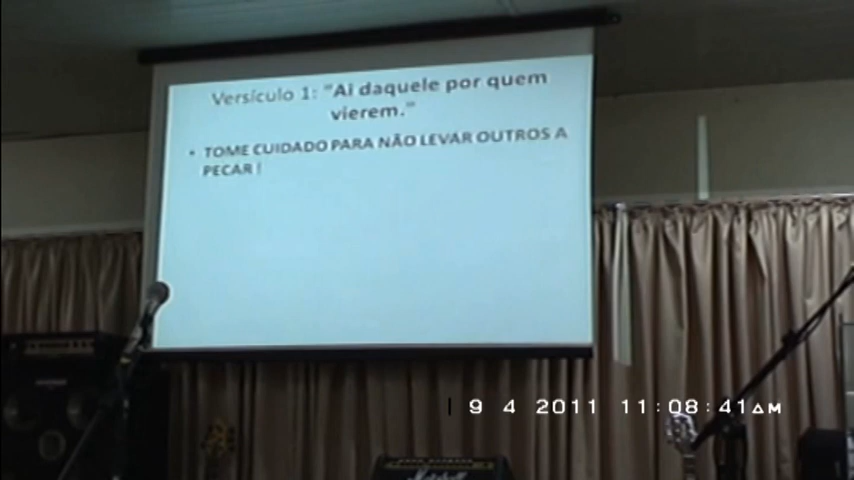 Versículo 1: "Ai daquele por quem
vierem."
• TOME CUIDADO PARA NÃO LEVAR OUTROS A
PECAR !
9 4 2011 11:08:41AM
Marshall